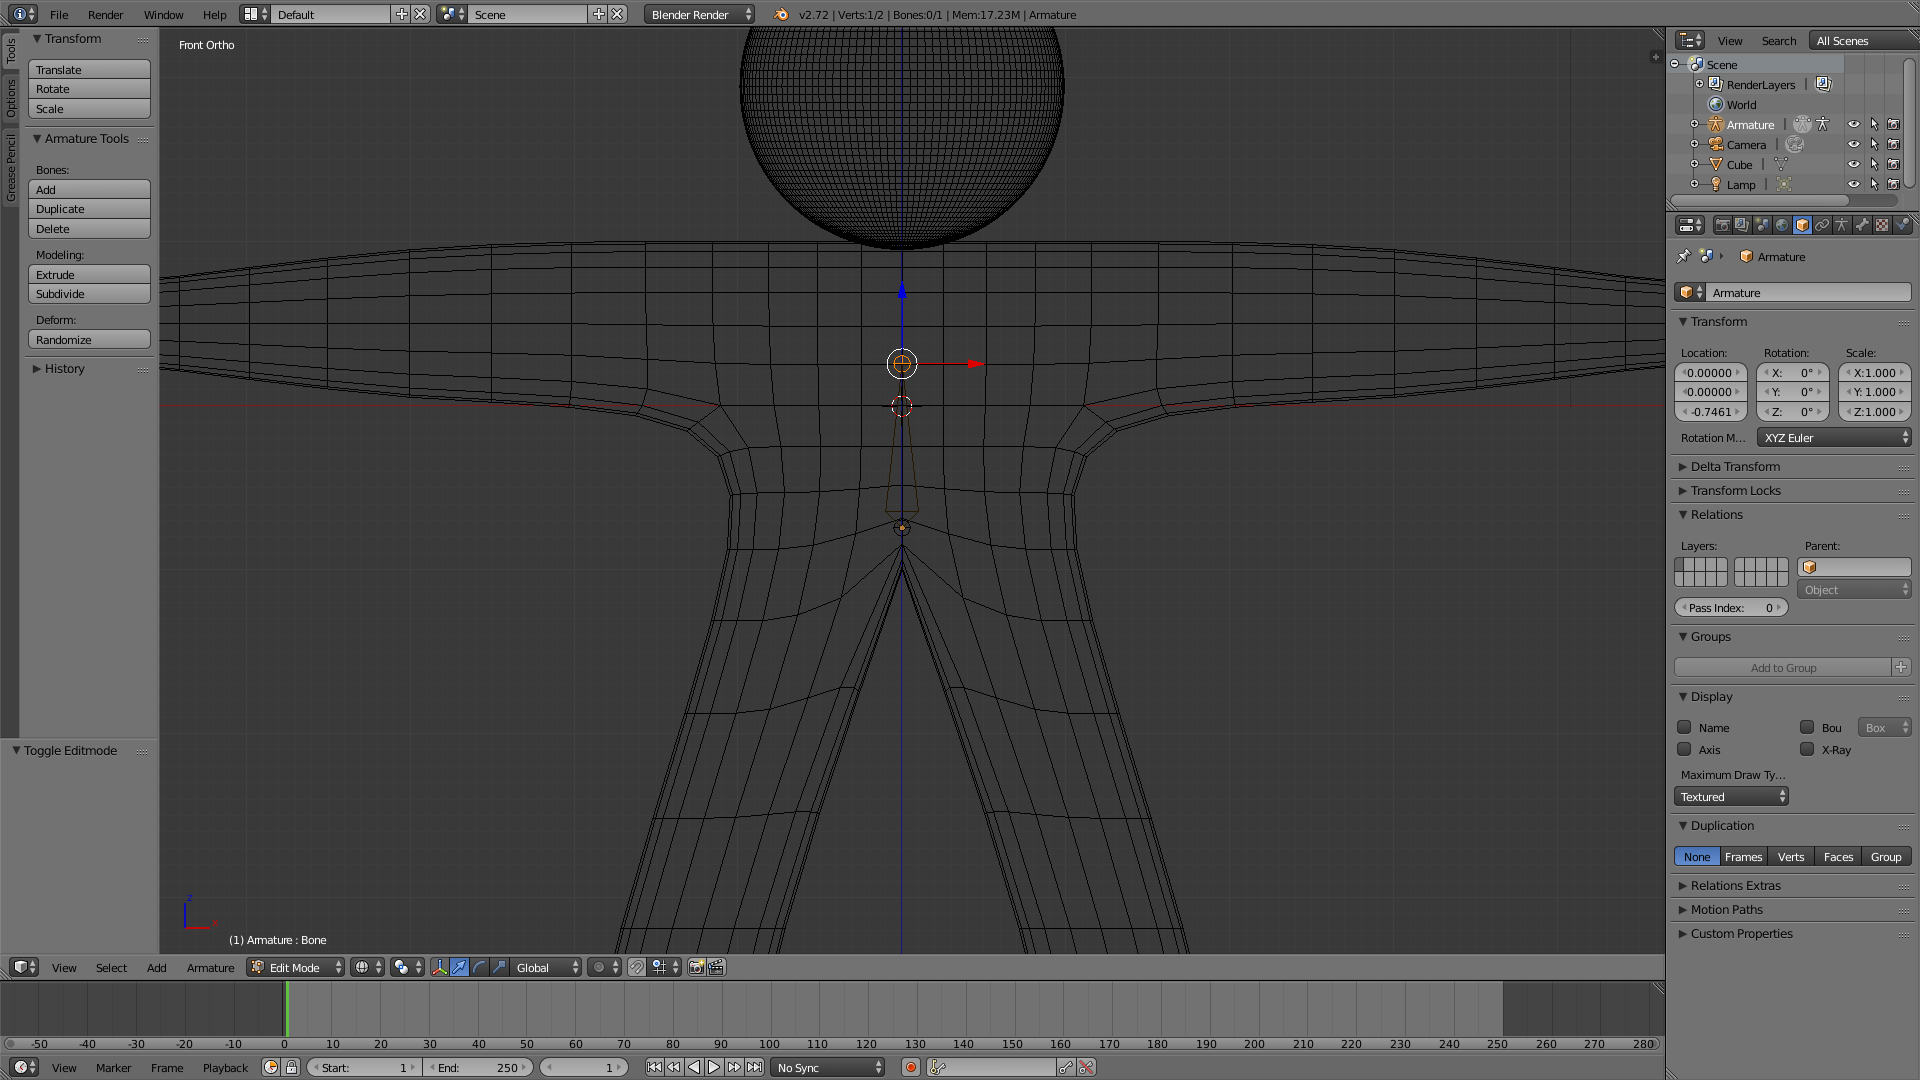 File Render Window Help Default Scene Blender Render v2.72 | Verts:1/2 | Bones:0/1 | Mem:17.23M | Armature
Tools
Options
Grease Pencil
Transform
Translate
Rotate
Scale
Armature Tools
Bones:
Add
Duplicate
Delete
Modeling:
Extrude
Subdivide
Deform:
Randomize
History
Toggle Editmode
Front Ortho
z
x
(1) Armature : Bone
View Select Add Armature Edit Mode Global
View Search All Scenes
Scene
RenderLayers |
World
Armature |
Camera |
Cube |
Lamp |
Armature
Armature
Transform
Location: Rotation: Scale:
0.00000 X: 0° X:1.000
0.00000 Y: 0° Y: 1.000
-0.7461 Z: 0° Z:1.000
Rotation M... XYZ Euler
Delta Transform
Transform Locks
Relations
Layers: Parent:
Object
Pass Index: 0
Groups
Add to Group
Display
Name Bou Box
Axis X-Ray
Maximum Draw Ty...
Textured
Duplication
None Frames Verts Faces Group
Relations Extras
Motion Paths
Custom Properties
-50 -40 -30 -20 -10 0 10 20 30 40 50 60 70 80 90 100 110 120 130 140 150 160 170 180 190 200 210 220 230 240 250 260 270 280
View Marker Frame Playback Start: 1 End: 250 1 No Sync